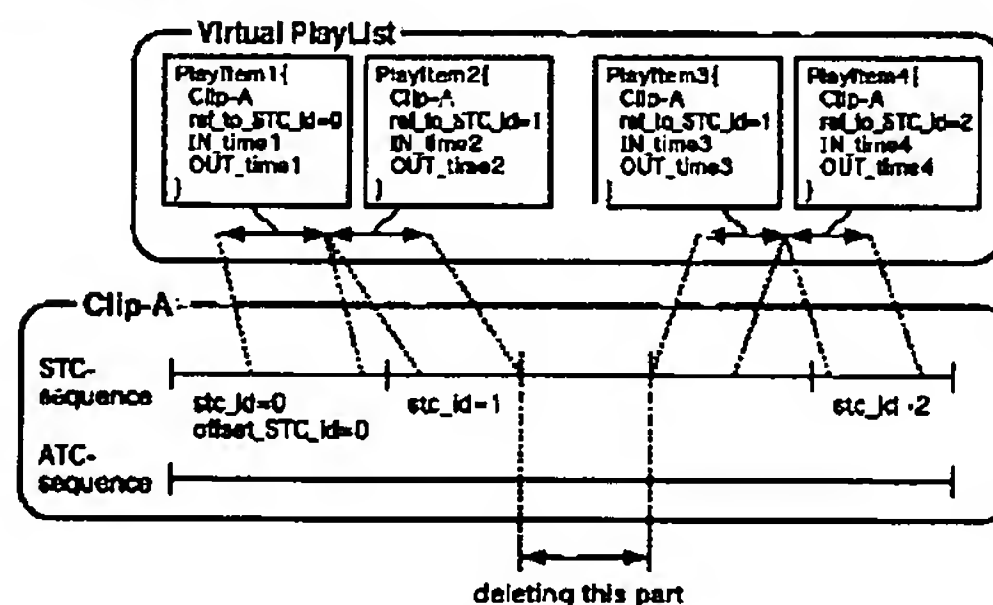 Virtual PlayList
PlayItem1{
Clip-A
ref_to_STC_id=0
IN_time1
OUT_time1
}
PlayItem2{
Clip-A
ref_to_STC_id=1
IN_time2
OUT_time2
}
PlayItem3{
Clip-A
ref_to_STC_id=1
IN_time3
OUT_time3
}
PlayItem4{
Clip-A
ref_to_STC_id=2
IN_time4
OUT_time4
}
Clip-A
STC-
sequence
stc_id=0
offset_STC_id=0
stc_id=1
stc_id=2
ATC-
sequence
deleting this part